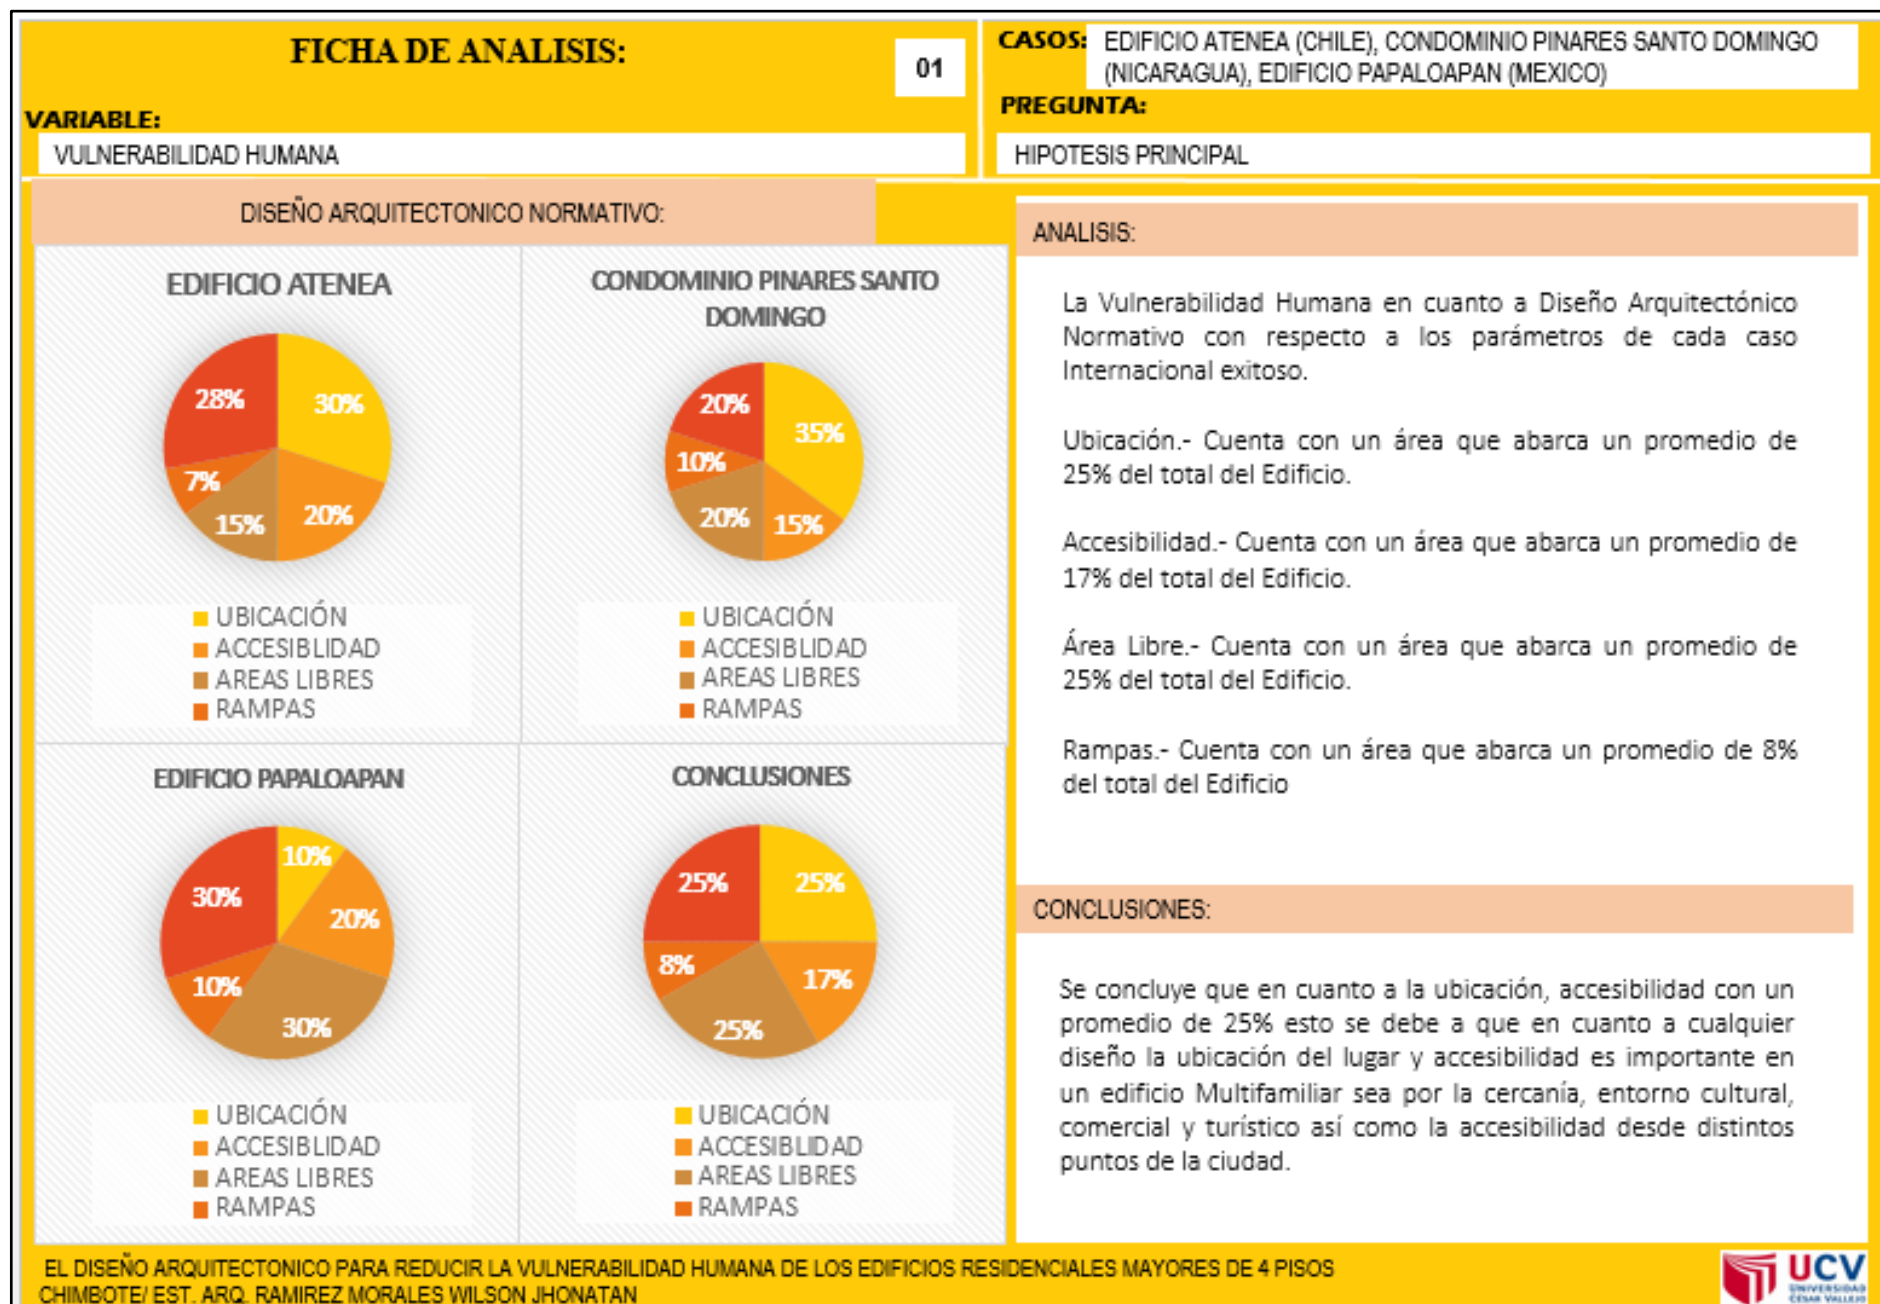 FICHA DE ANALISIS:
01
VARIABLE:
VULNERABILIDAD HUMANA
CASOS:
EDIFICIO ATENEA (CHILE), CONDOMINIO PINARES SANTO DOMINGO
(NICARAGUA), EDIFICIO PAPALOAPAN (MEXICO)
PREGUNTA:
HIPOTESIS PRINCIPAL
DISEÑO ARQUITECTONICO NORMATIVO:
EDIFICIO ATENEA
28%
30%
7%
15%
20%
UBICACIÓN
ACCESIBLIDAD
AREAS LIBRES
RAMPAS
CONDOMINIO PINARES SANTO
DOMINGO
20%
35%
10%
20%
15%
UBICACIÓN
ACCESIBLIDAD
AREAS LIBRES
RAMPAS
EDIFICIO PAPALOAPAN
10%
30%
20%
10%
30%
UBICACIÓN
ACCESIBLIDAD
AREAS LIBRES
RAMPAS
CONCLUSIONES
25%
25%
8%
17%
25%
UBICACIÓN
ACCESIBLIDAD
AREAS LIBRES
RAMPAS
ANALISIS:
La Vulnerabilidad Humana en cuanto a Diseño Arquitectónico
Normativo con respecto a los parámetros de cada caso
Internacional exitoso.
Ubicación.- Cuenta con un área que abarca un promedio de
25% del total del Edificio.
Accesibilidad.- Cuenta con un área que abarca un promedio de
17% del total del Edificio.
Área Libre.- Cuenta con un área que abarca un promedio de
25% del total del Edificio.
Rampas.- Cuenta con un área que abarca un promedio de 8%
del total del Edificio
CONCLUSIONES:
Se concluye que en cuanto a la ubicación, accesibilidad con un
promedio de 25% esto se debe a que en cuanto a cualquier
diseño la ubicación del lugar y accesibilidad es importante en
un edificio Multifamiliar sea por la cercanía, entorno cultural,
comercial y turístico así como la accesibilidad desde distintos
puntos de la ciudad.
EL DISEÑO ARQUITECTONICO PARA REDUCIR LA VULNERABILIDAD HUMANA DE LOS EDIFICIOS RESIDENCIALES MAYORES DE 4 PISOS
CHIMBOTE/ EST. ARQ. RAMIREZ MORALES WILSON JHONATAN
UCV
UNIVERSIDAD
CÉSAR VALLEJO